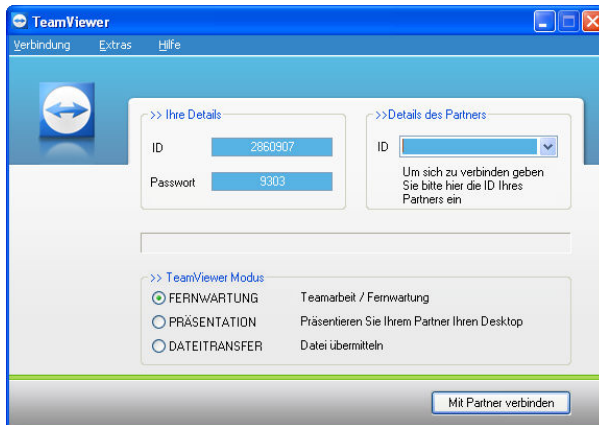 TeamViewer
Verbindung Extras Hilfe
>> Ihre Details
ID 2860907
Passwort 9303
>>Details des Partners
ID
Um sich zu verbinden geben
Sie bitte hier die ID Ihres
Partners ein
>> TeamViewer Modus
FERNWARTUNG Teamarbeit / Fernwartung
PRÄSENTATION Präsentieren Sie Ihrem Partner Ihren Desktop
DATEITRANSFER Datei übermitteln
Mit Partner verbinden